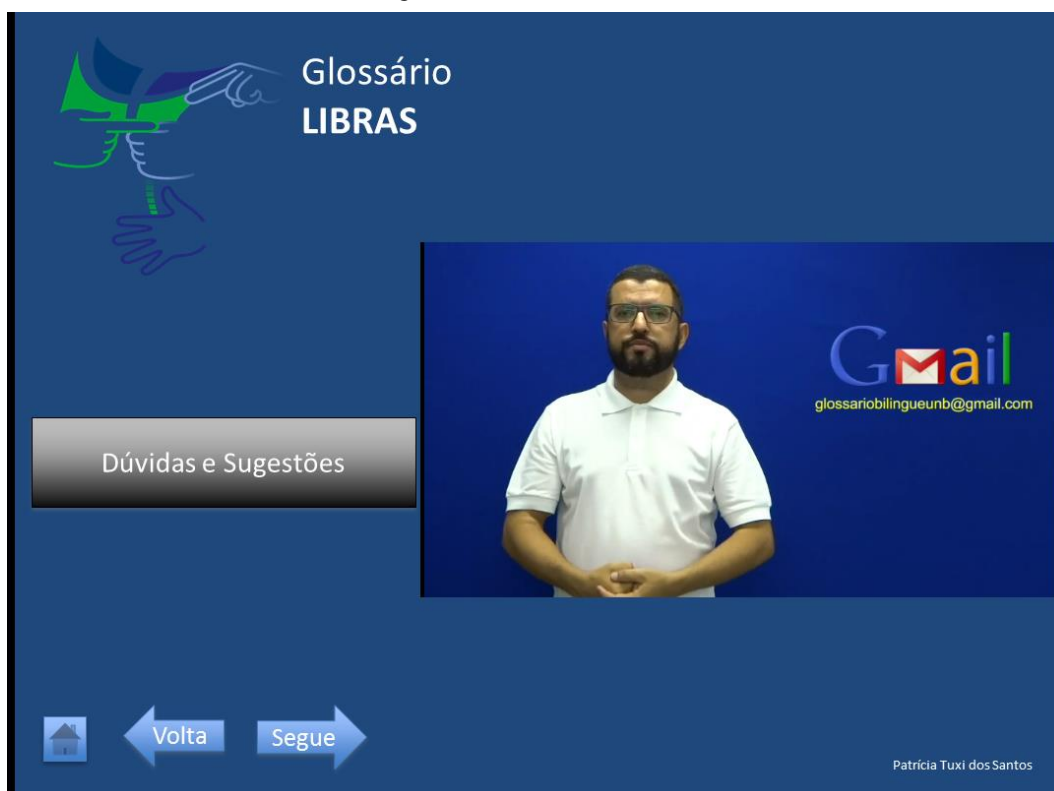 Glossário
LIBRAS
Gmail
glossariobilingueunb@gmail.com
Dúvidas e Sugestões
Volta
Segue
Patrícia Tuxi dos Santos